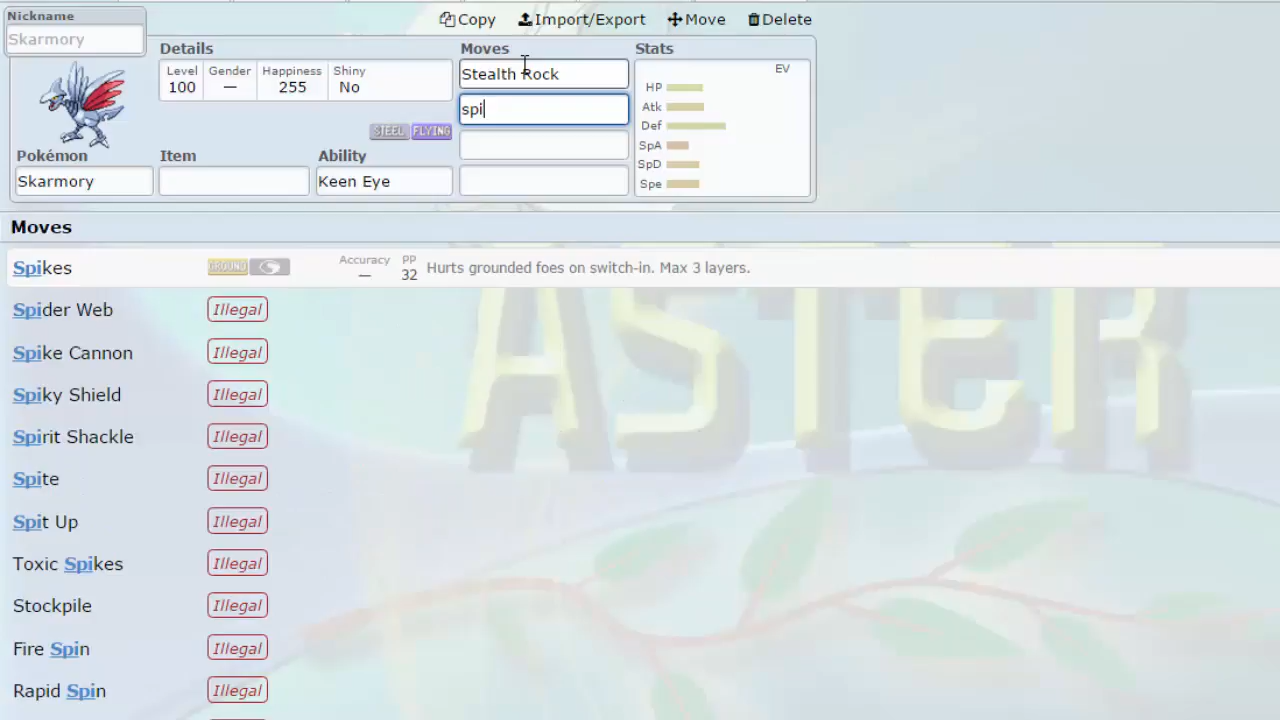 Nickname
Skarmory
Copy Import/Export Move Delete
Details
Level Gender Happiness Shiny
100 — 255 No
STEEL FLYING
Pokémon Item Ability
Skarmory Keen Eye
Moves
Stealth Rock
spi
Stats
EV
HP
Atk
Def
SpA
SpD
Spe
Moves
Spikes GROUND Accuracy — PP 32 Hurts grounded foes on switch-in. Max 3 layers.
Spider Web Illegal
Spike Cannon Illegal
Spiky Shield Illegal
Spirit Shackle Illegal
Spite Illegal
Spit Up Illegal
Toxic Spikes Illegal
Stockpile Illegal
Fire Spin Illegal
Rapid Spin Illegal
ASTER